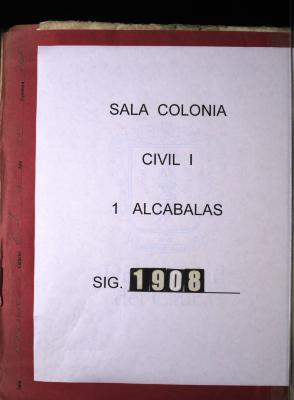 SALA COLONIA
CIVIL I
1 ALCABALAS
SIG. 1908